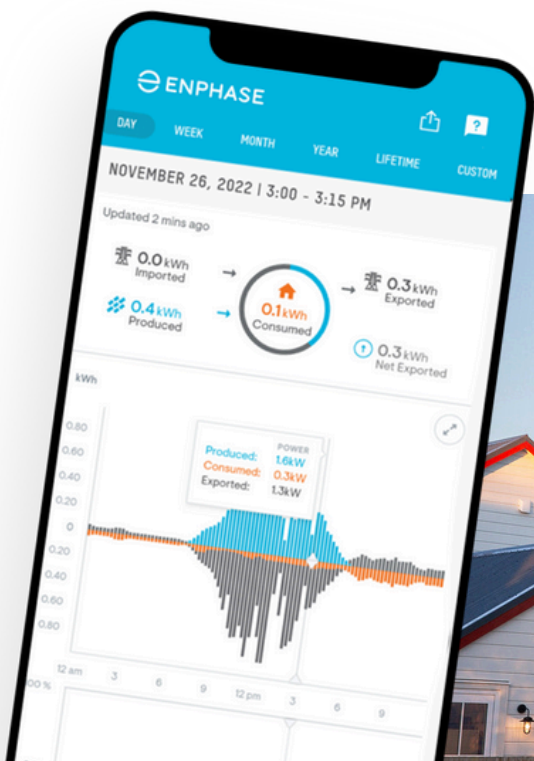 ENPHASE
?
DAY WEEK MONTH YEAR LIFETIME CUSTOM
NOVEMBER 26, 2022 | 3:00 - 3:15 PM
Updated 2 mins ago
0.0 kWh
Imported
0.3 kWh
Exported
0.4 kWh
Produced
0.1 kWh
Consumed
0.3 kWh
Net Exported
kWh
POWER
Produced: 1.6kW
Consumed: 0.3kW
Exported: 1.3kW
0.80
0.60
0.40
0.20
0
0.20
0.40
0.60
0.80
12 am 3 6 9 12 pm 3 6 9
00 %